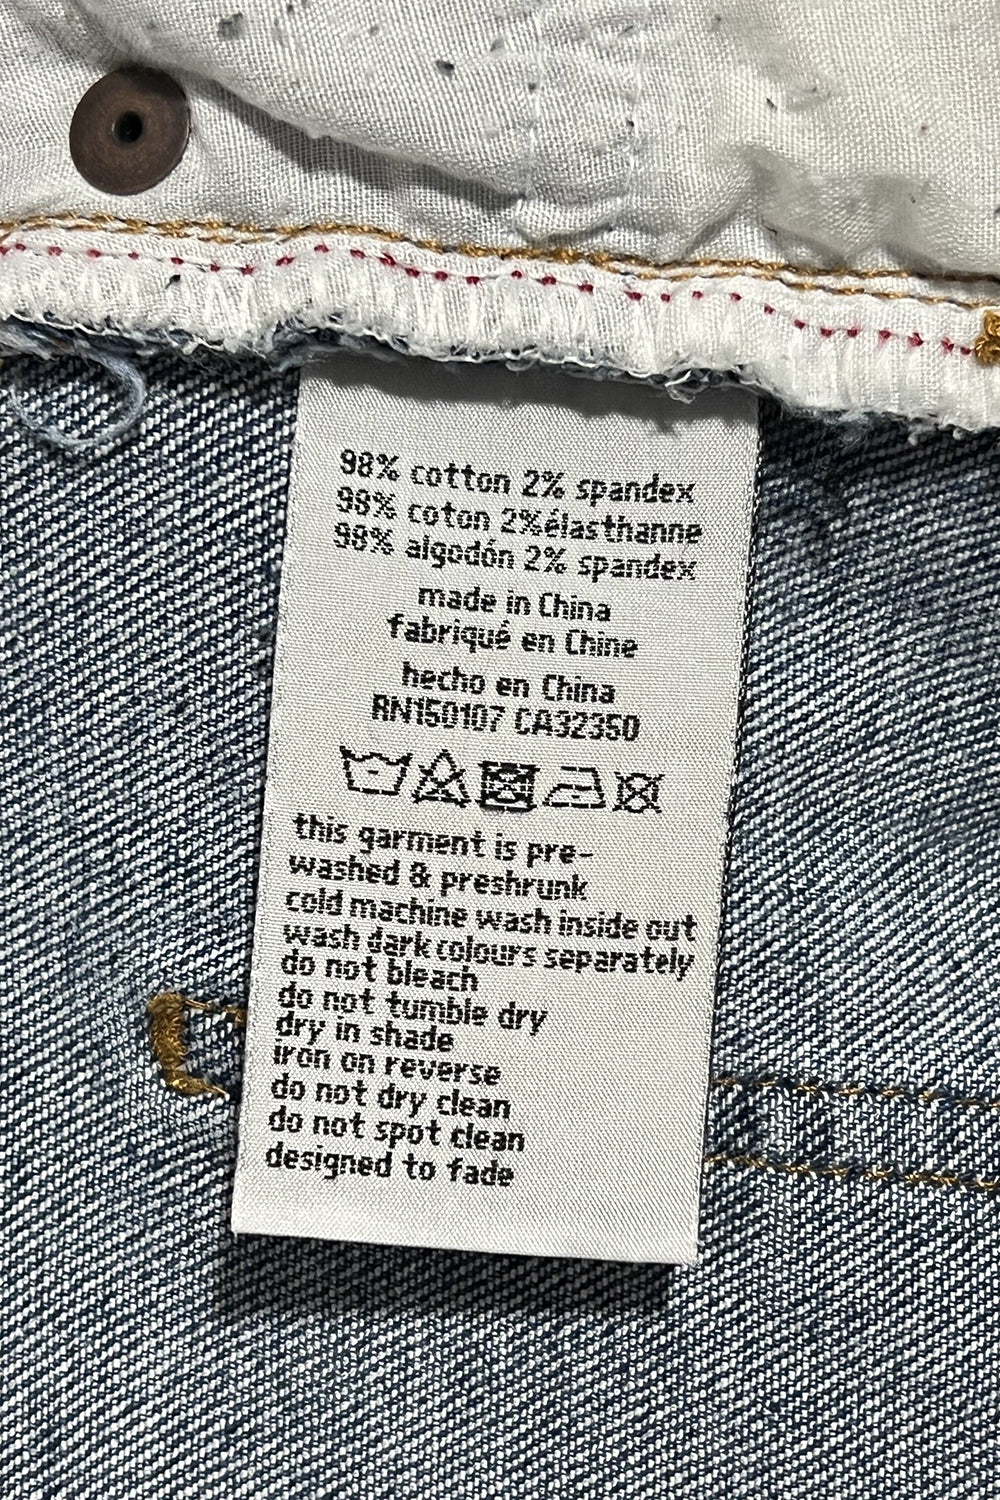 98% cotton 2% spandex
98% coton 2%élasthanne
98% algodón 2% spandex
made in China
fabriqué en Chine
hecho en China
RN150107 CA32350
this garment is pre-
washed & preshrunk
cold machine wash inside out
wash dark colours separately
do not bleach
do not tumble dry
dry in shade
iron on reverse
do not dry clean
do not spot clean
designed to fade